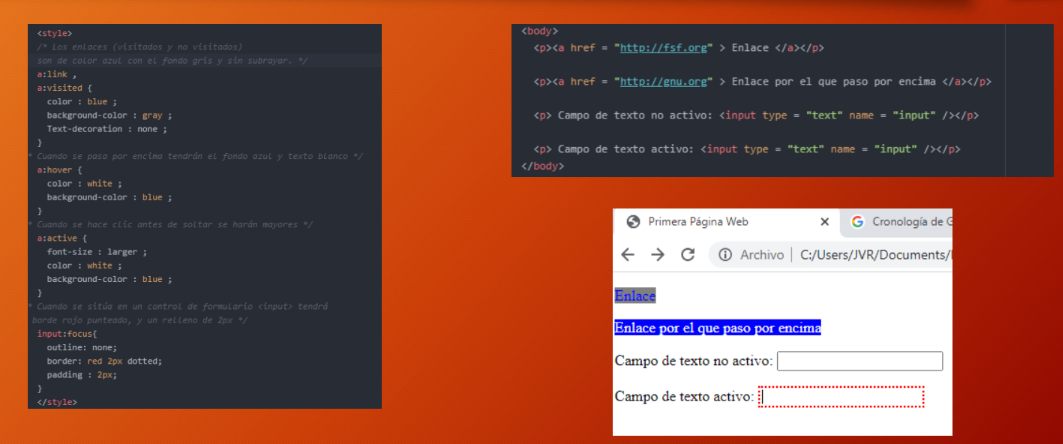 <style>
/* Los enlaces (visitados y no visitados)
son de color azul con el fondo gris y sin subrayar. */
a:link ,
a:visited {
color : blue ;
background-color : gray ;
Text-decoration : none ;
}
* Cuando se pasa por encima tendrán el fondo azul y texto blanco */
a:hover {
color : white ;
background-color : blue ;
}
* Cuando se hace clic antes de soltar se harán mayores */
a:active {
font-size : larger ;
color : white ;
background-color : blue ;
}
* Cuando se sitúa en un control de formulario <input> tendrá
borde rojo punteado, y un relleno de 2px */
input:focus{
outline: none;
border: red 2px dotted;
padding : 2px;
}
</style>
<body>
<p><a href = "http://fsf.org" > Enlace </a></p>
<p><a href = "http://gnu.org" > Enlace por el que paso por encima </a></p>
<p> Campo de texto no activo: <input type = "text" name = "input" /></p>
<p> Campo de texto activo: <input type = "text" name = "input" /></p>
</body>
Primera Página Web × G Cronología de G
Archivo | C:/Users/JVR/Documents/
Enlace
Enlace por el que paso por encima
Campo de texto no activo:
Campo de texto activo: